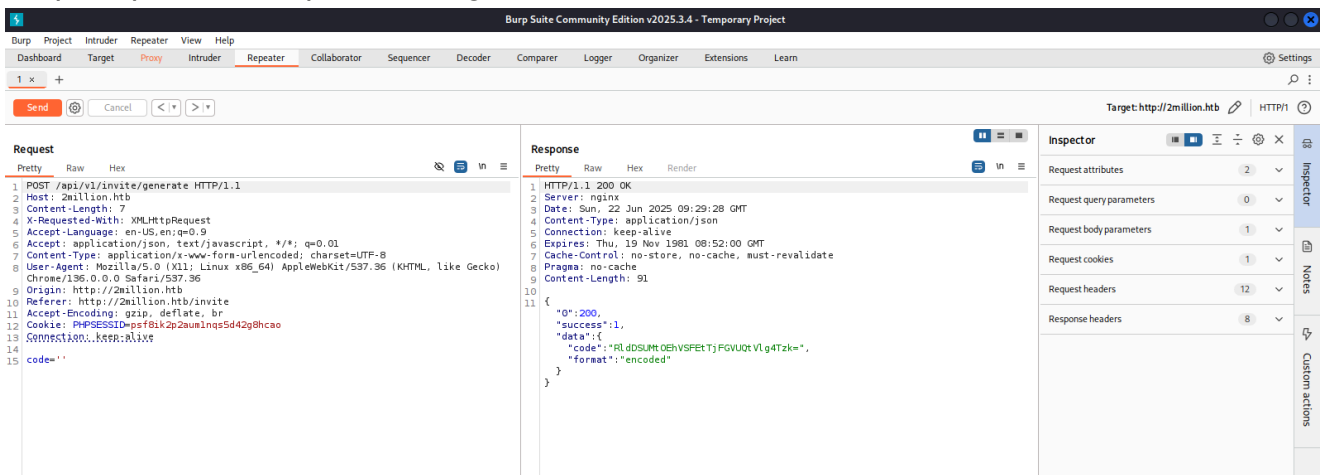 Burp Suite Community Edition v2025.3.4 - Temporary Project
Burp Project Intruder Repeater View Help
Dashboard Target Proxy Intruder Repeater Collaborator Sequencer Decoder Comparer Logger Organizer Extensions Learn Settings
1 × +
Send Cancel < > Target: http://2million.htb HTTP/1
Request
Pretty Raw Hex \n
1 POST /api/v1/invite/generate HTTP/1.1
2 Host: 2million.htb
3 Content-Length: 7
4 X-Requested-With: XMLHttpRequest
5 Accept-Language: en-US,en;q=0.9
6 Accept: application/json, text/javascript, */*; q=0.01
7 Content-Type: application/x-www-form-urlencoded; charset=UTF-8
8 User-Agent: Mozilla/5.0 (X11; Linux x86_64) AppleWebKit/537.36 (KHTML, like Gecko)
Chrome/136.0.0.0 Safari/537.36
9 Origin: http://2million.htb
10 Referer: http://2million.htb/invite
11 Accept-Encoding: gzip, deflate, br
12 Cookie: PHPSESSID=psf8ik2p2aum1nqs5d42g8hcao
13 Connection: keep-alive
14
15 code=''
Response
Pretty Raw Hex Render \n
1 HTTP/1.1 200 OK
2 Server: nginx
3 Date: Sun, 22 Jun 2025 09:29:28 GMT
4 Content-Type: application/json
5 Connection: keep-alive
6 Expires: Thu, 19 Nov 1981 08:52:00 GMT
7 Cache-Control: no-store, no-cache, must-revalidate
8 Pragma: no-cache
9 Content-Length: 91
10
11 {
"0":200,
"success":1,
"data":{
"code":"RldDSUMtOEhVSFEtTjFGVUQtVlg4Tzk=",
"format":"encoded"
}
}
Inspector
Request attributes 2
Request query parameters 0
Request body parameters 1
Request cookies 1
Request headers 12
Response headers 8
Inspector
Notes
Custom actions